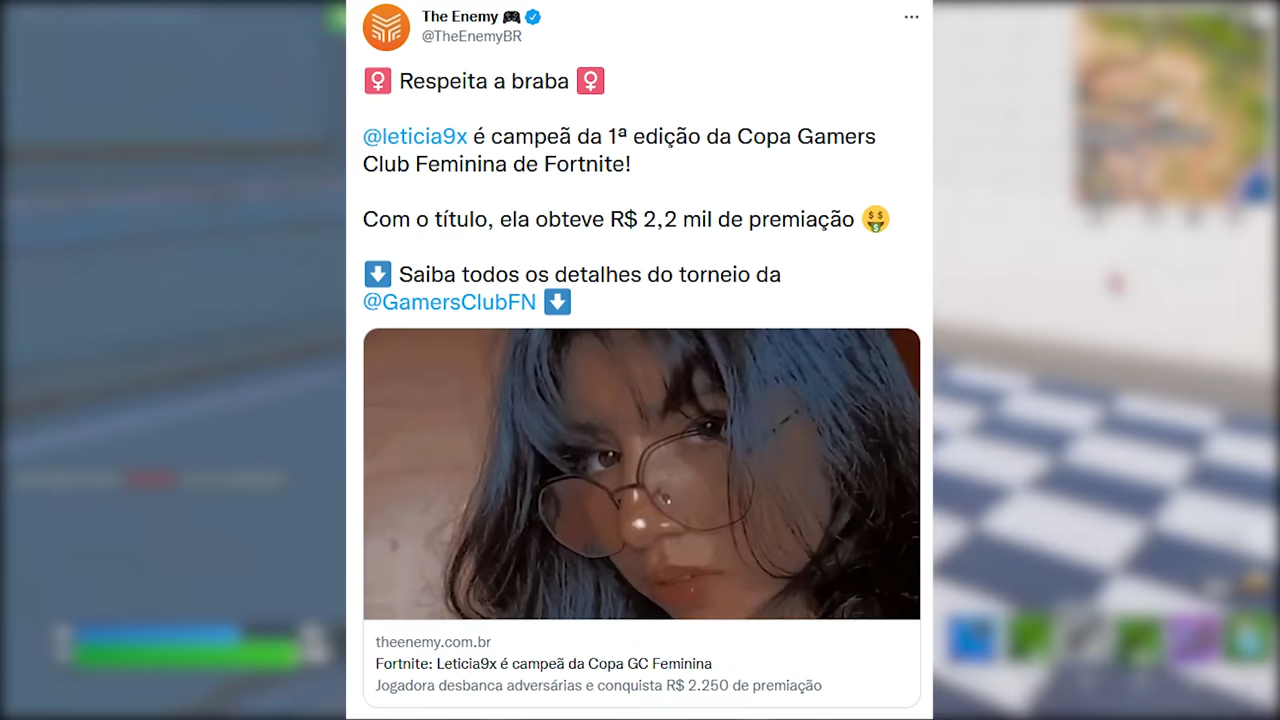 The Enemy 🎮
@TheEnemyBR
♀ Respeita a braba ♀
@leticia9x é campeã da 1ª edição da Copa Gamers
Club Feminina de Fortnite!
Com o título, ela obteve R$ 2,2 mil de premiação 🤑
⬇ Saiba todos os detalhes do torneio da
@GamersClubFN ⬇
theenemy.com.br
Fortnite: Leticia9x é campeã da Copa GC Feminina
Jogadora desbanca adversárias e conquista R$ 2.250 de premiação